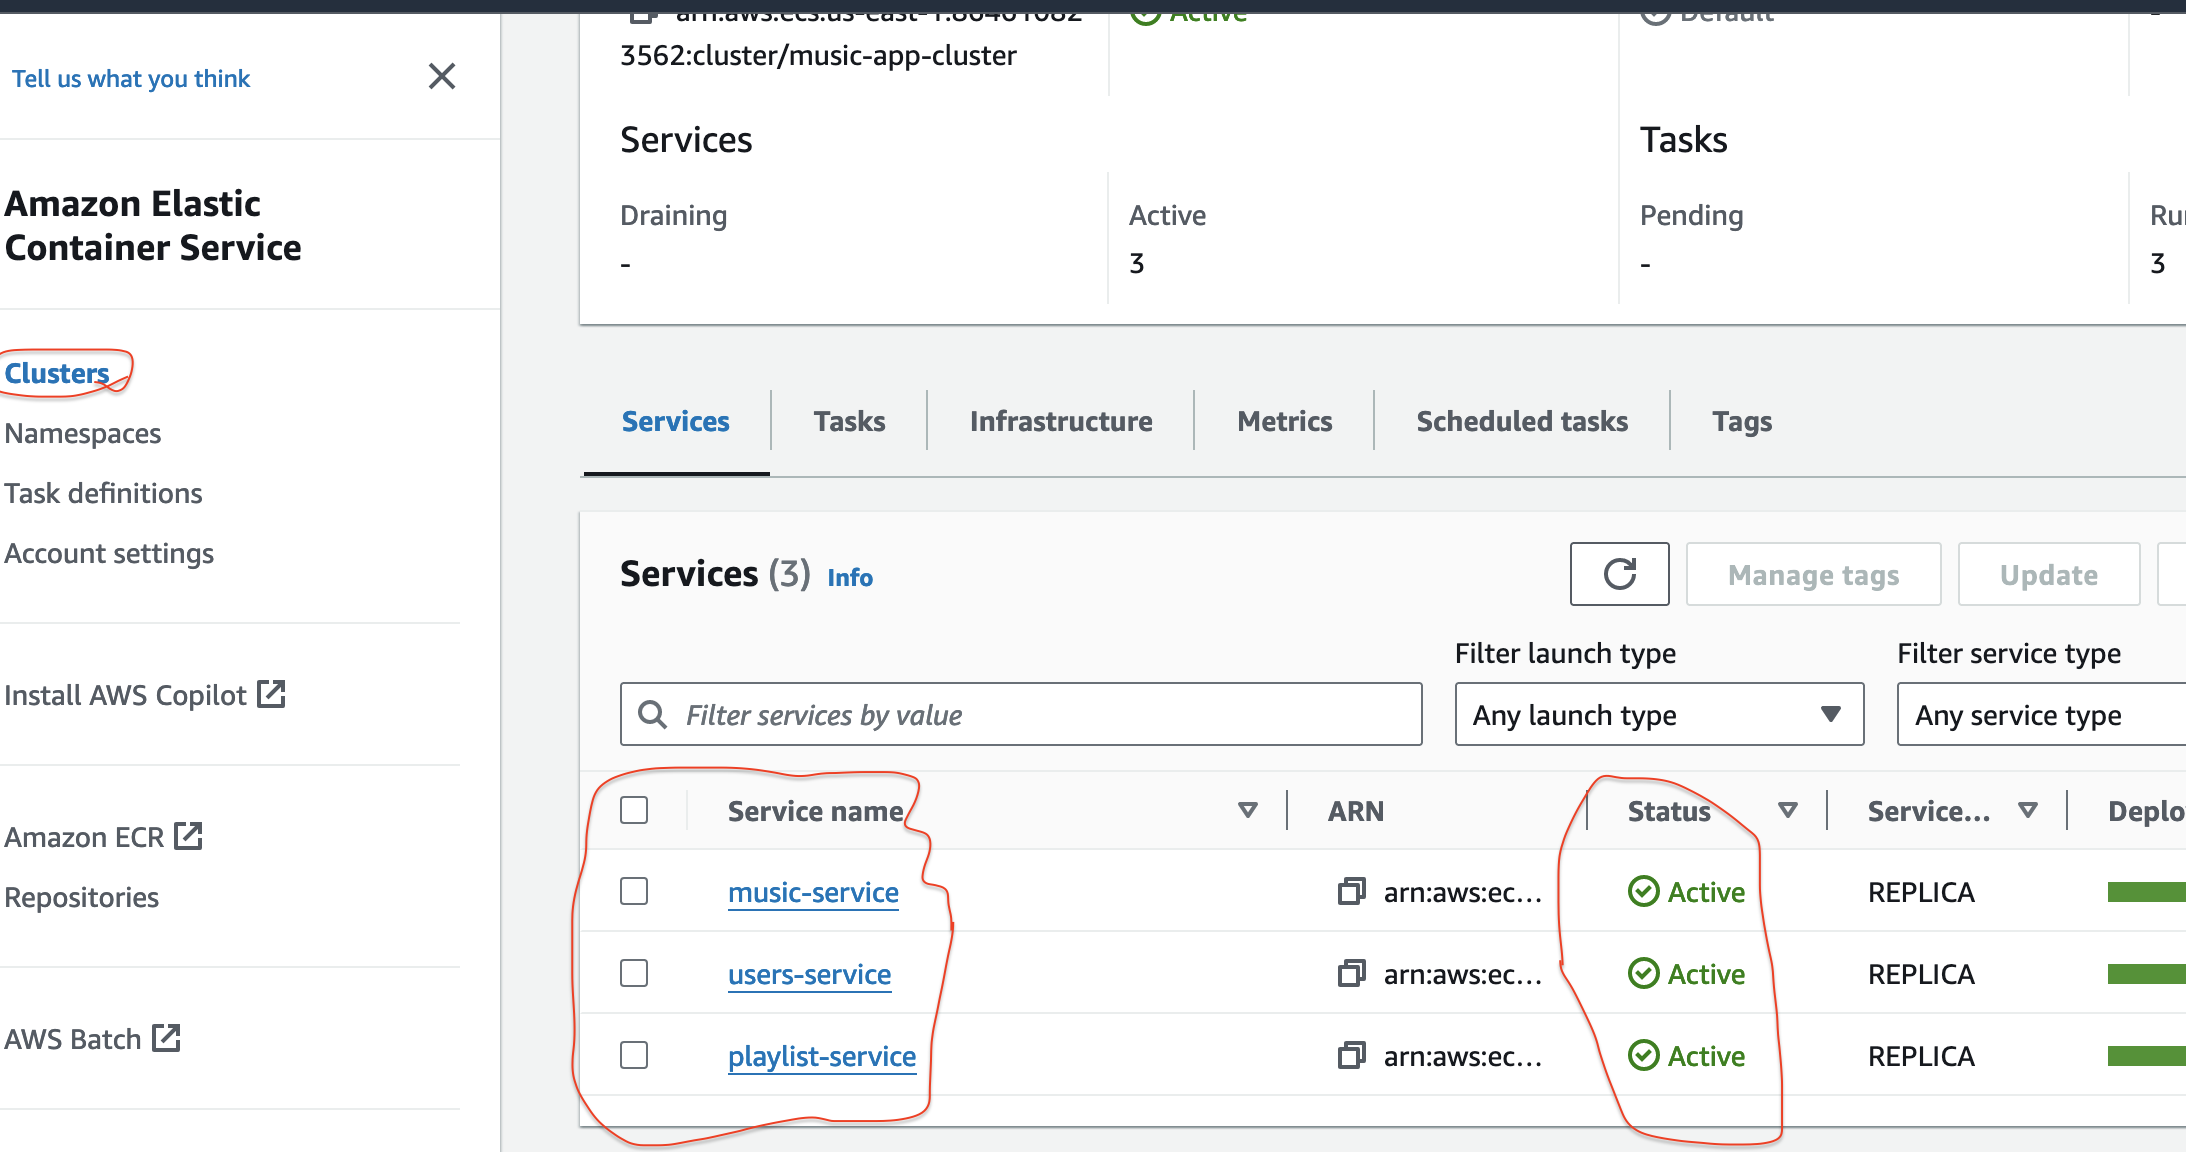 Tell us what you think
Amazon Elastic
Container Service
Clusters
Namespaces
Task definitions
Account settings
Install AWS Copilot
Amazon ECR
Repositories
AWS Batch
Active
Default
3562:cluster/music-app-cluster
Services
Tasks
Draining
Active
Pending
-
3
-
3
Services
Tasks
Infrastructure
Metrics
Scheduled tasks
Tags
Services (3) Info
Manage tags
Update
Filter launch type
Filter service type
Filter services by value
Any launch type
Any service type
Service name ARN Status Service... Deplo
music-service arn:aws:ec... Active REPLICA
users-service arn:aws:ec... Active REPLICA
playlist-service arn:aws:ec... Active REPLICA